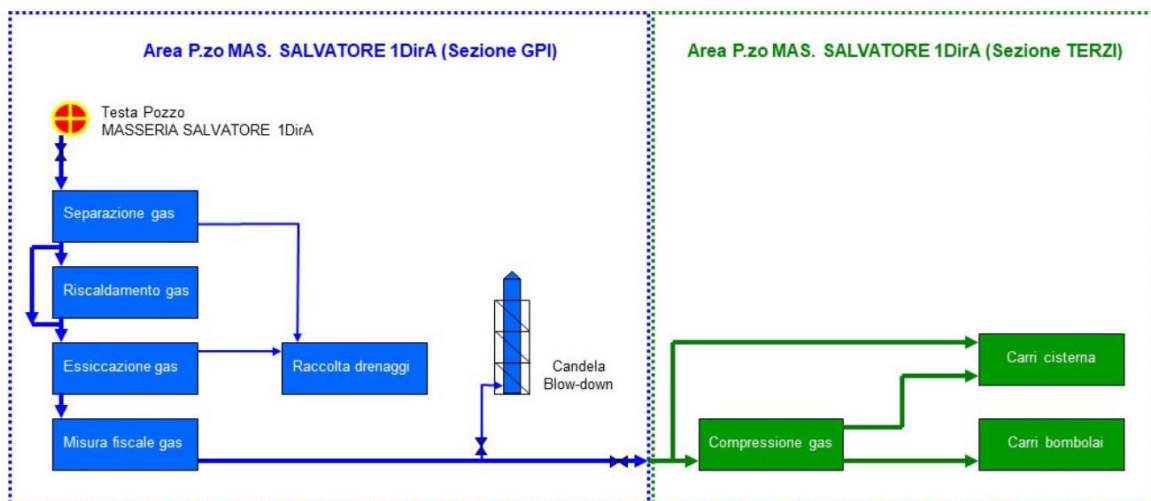 Area P.zo MAS. SALVATORE 1DirA (Sezione GPI)
Area P.zo MAS. SALVATORE 1DirA (Sezione TERZI)
Testa Pozzo
MASSERIA SALVATORE 1DirA
Separazione gas
Riscaldamento gas
Essiccazione gas
Raccolta drenaggi
Candela
Blow-down
Carri cisterna
Misura fiscale gas
Compressione gas
Carri bombolai